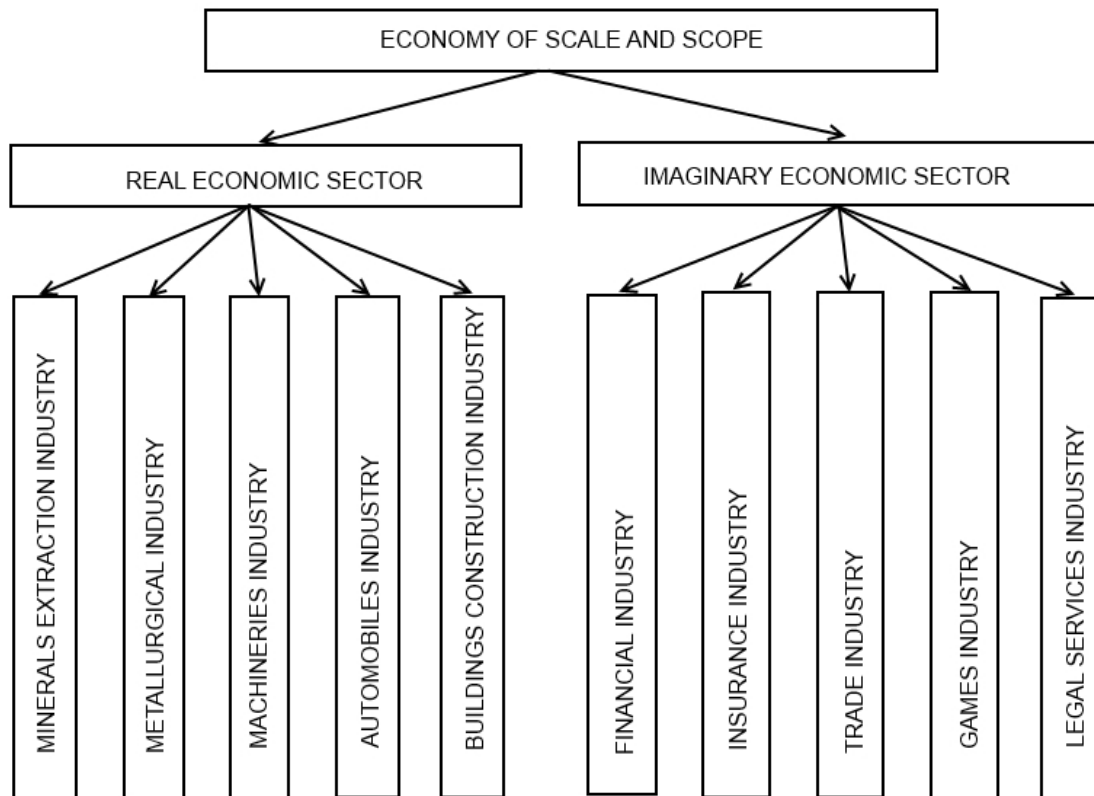 ECONOMY OF SCALE AND SCOPE
REAL ECONOMIC SECTOR
IMAGINARY ECONOMIC SECTOR
MINERALS EXTRACTION INDUSTRY
METALLURGICAL INDUSTRY
MACHINERIES INDUSTRY
AUTOMOBILES INDUSTRY
BUILDINGS CONSTRUCTION INDUSTRY
FINANCIAL INDUSTRY
INSURANCE INDUSTRY
TRADE INDUSTRY
GAMES INDUSTRY
LEGAL SERVICES INDUSTRY